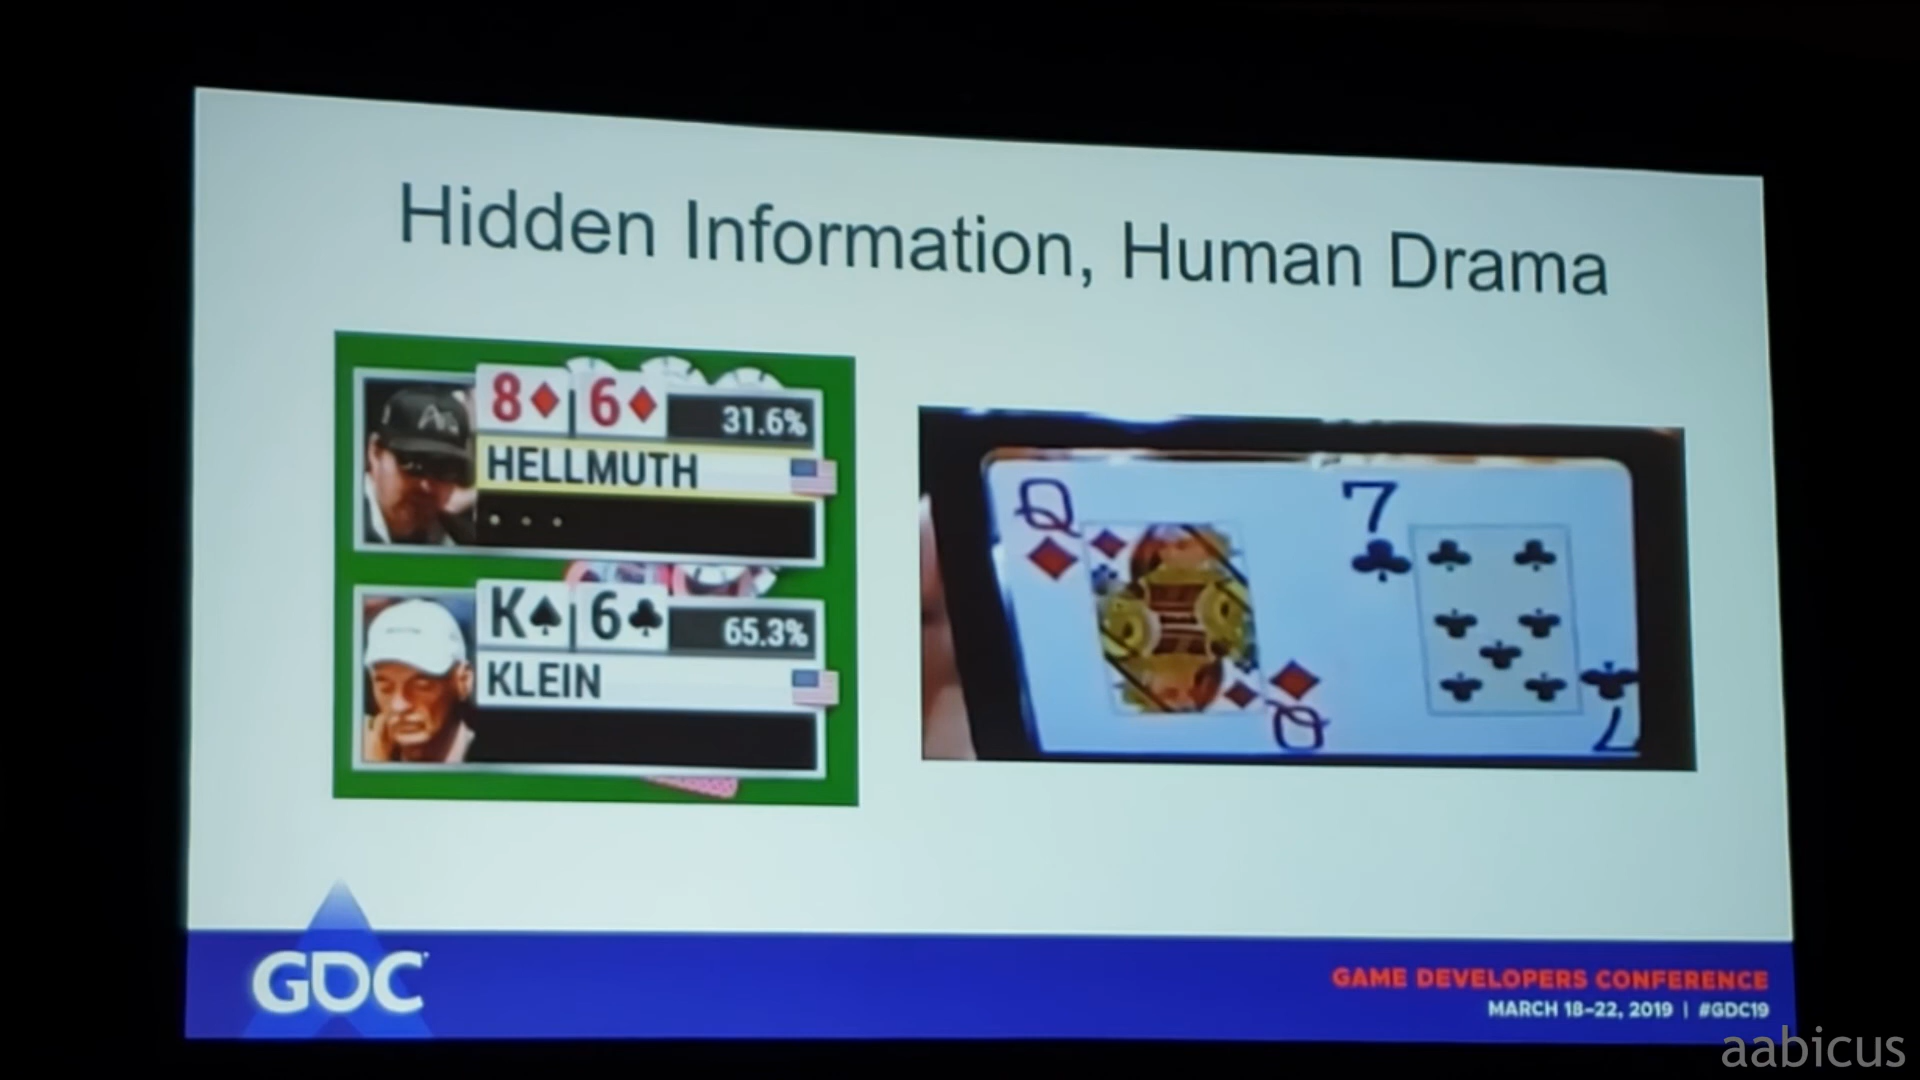 Hidden Information, Human Drama
8♦ 6♦ 31.6%
HELLMUTH
...
K♠ 6♣ 65.3%
KLEIN
Q 7
Q 7
GDC
GAME DEVELOPERS CONFERENCE
MARCH 18-22, 2019 | #GDC19
aabicus